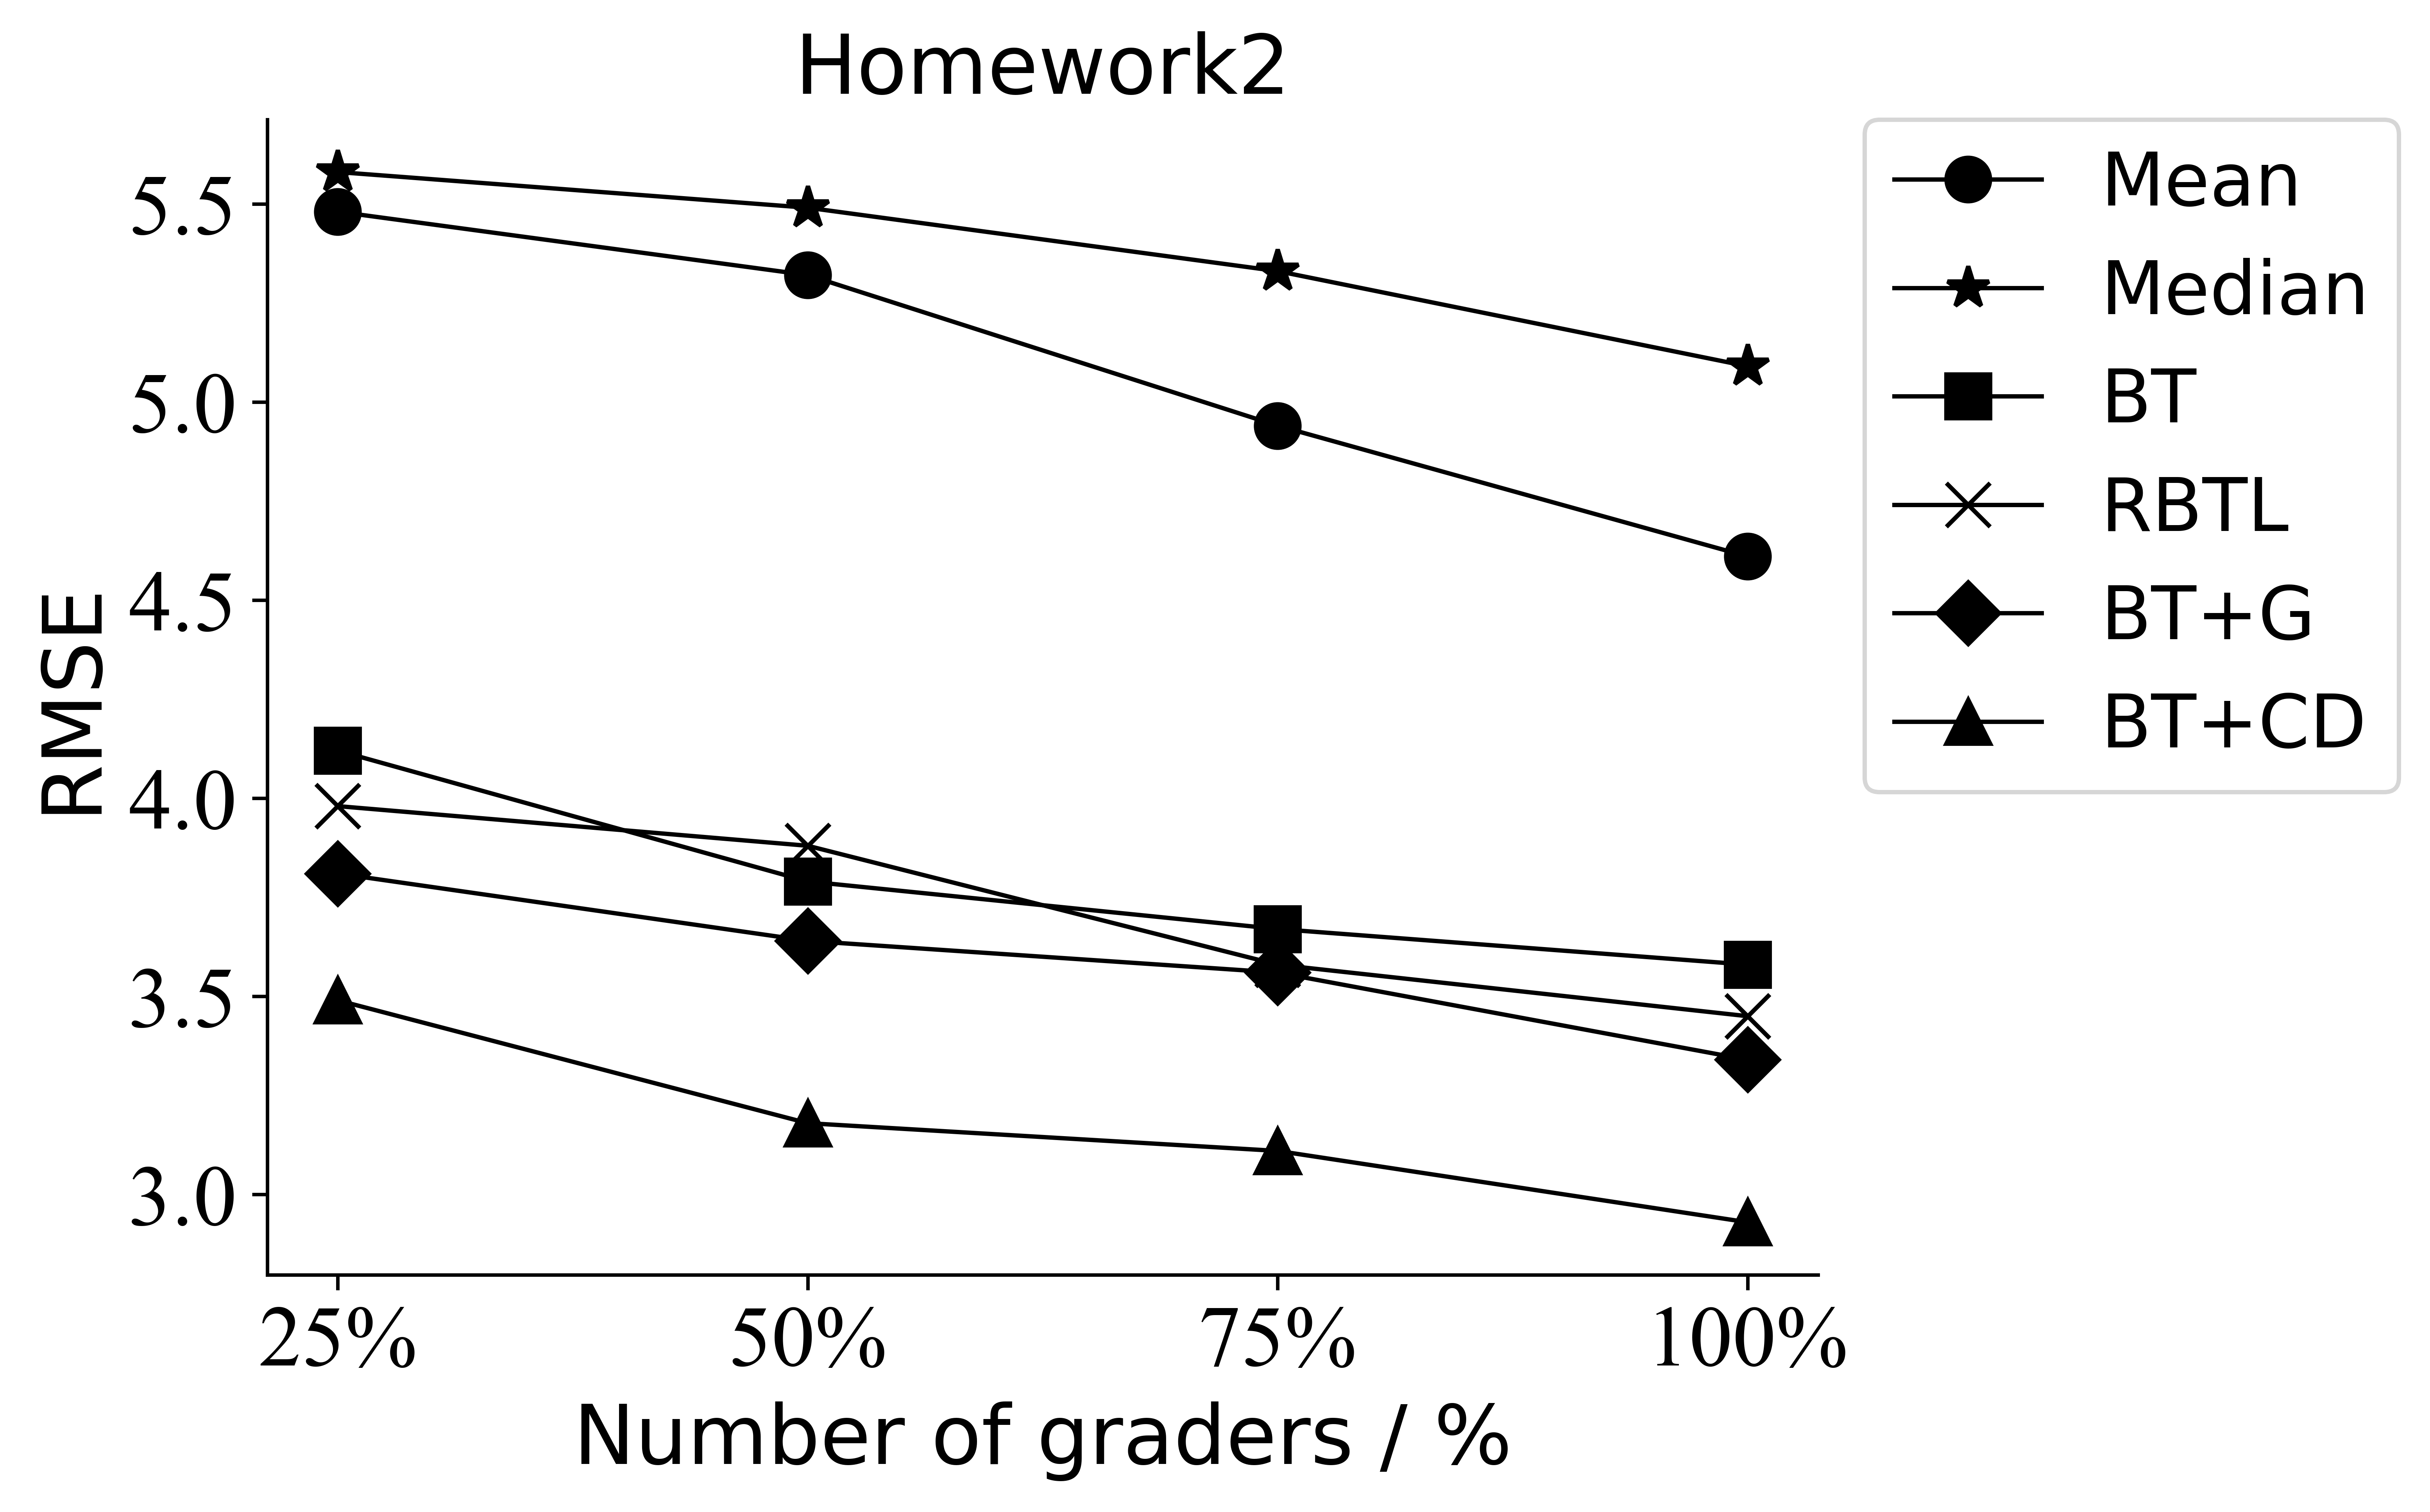 Homework2
RMSE
5.5
5.0
4.5
4.0
3.5
3.0
25% 50% 75% 100%
Number of graders / %
Mean
Median
BT
RBTL
BT+G
BT+CD